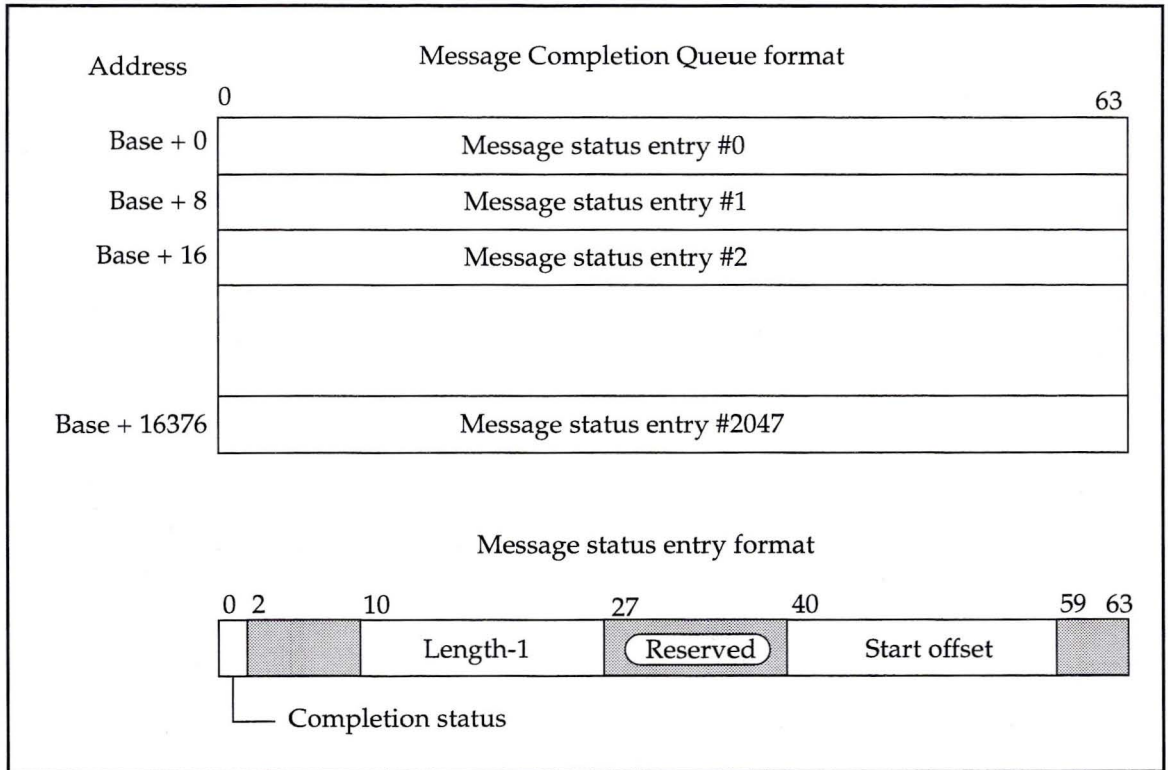 Message Completion Queue format
Address
0 63
Base + 0 Message status entry #0
Base + 8 Message status entry #1
Base + 16 Message status entry #2
Base + 16376 Message status entry #2047
Message status entry format
0 2 10 27 40 59 63
Length-1 Reserved Start offset
Completion status